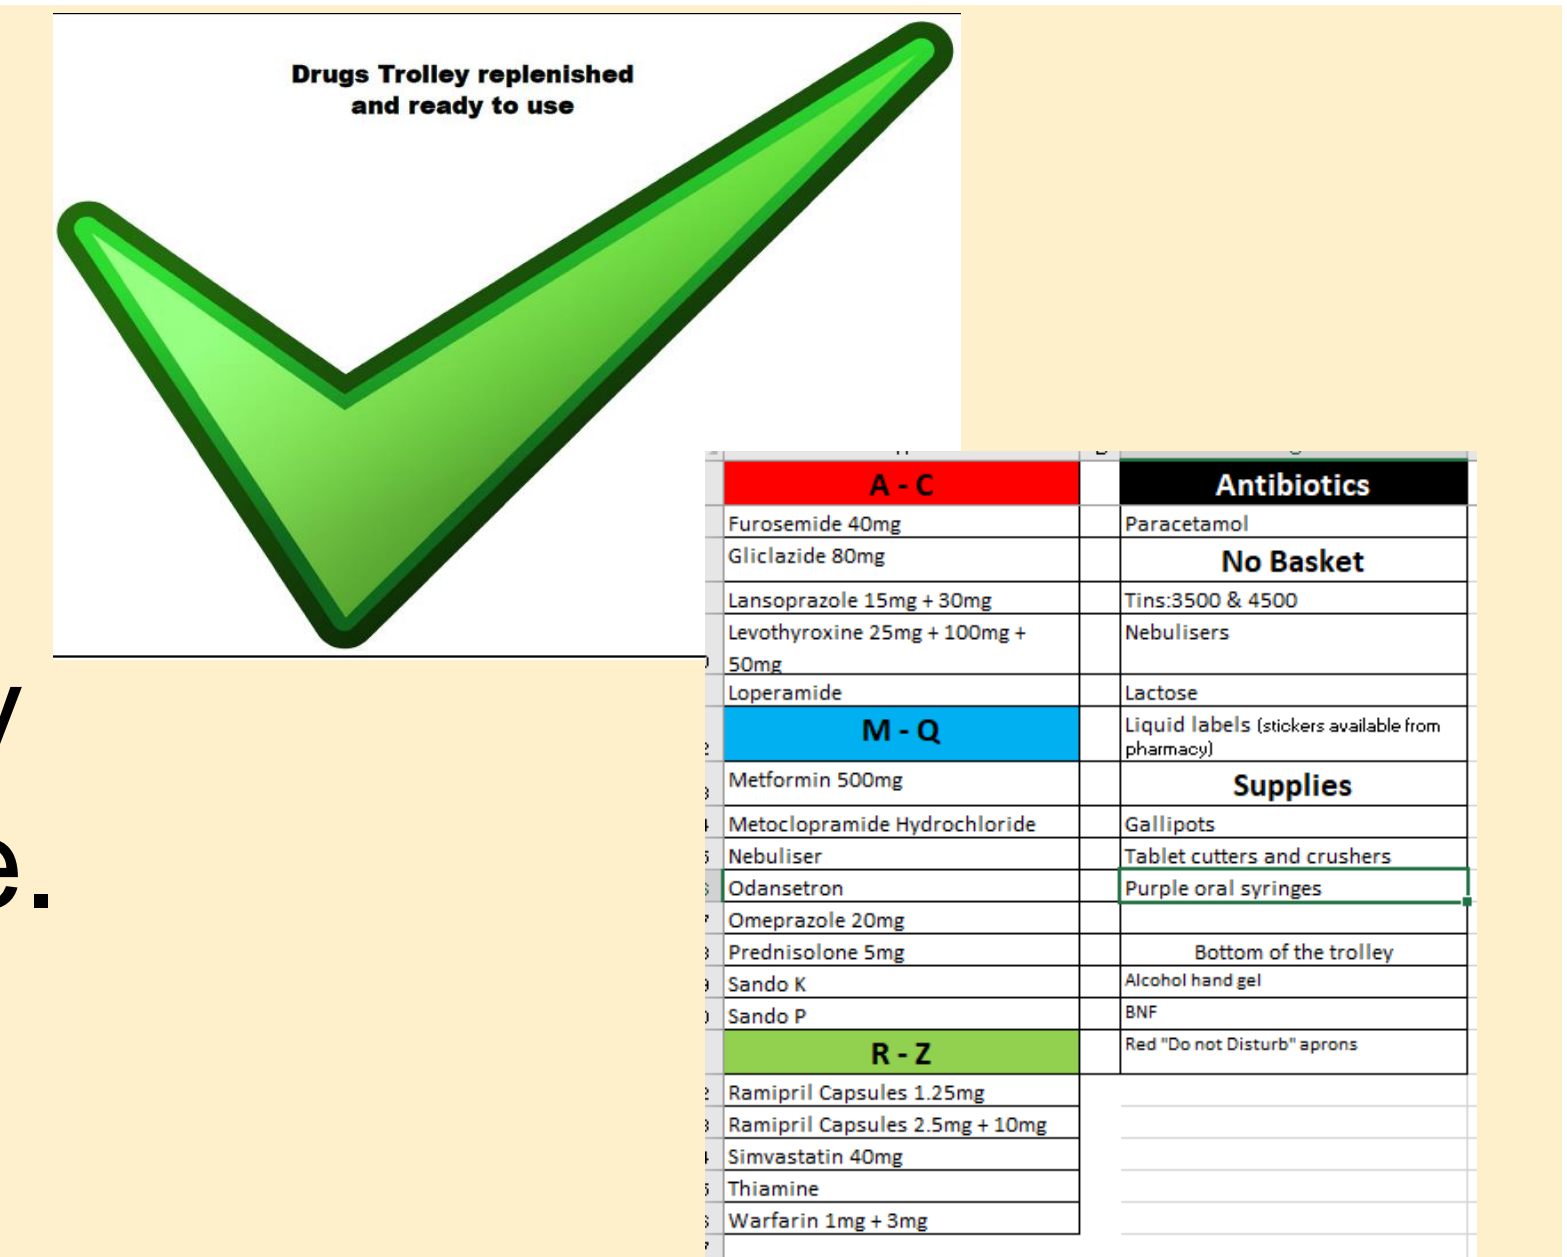 Drugs Trolley replenished
and ready to use
y
e.
A - C
Furosemide 40mg
Gliclazide 80mg
Lansoprazole 15mg + 30mg
Levothyroxine 25mg + 100mg +
50mg
Loperamide
M - Q
Metformin 500mg
Metoclopramide Hydrochloride
Nebuliser
Odansetron
Omeprazole 20mg
Prednisolone 5mg
Sando K
Sando P
R - Z
Ramipril Capsules 1.25mg
Ramipril Capsules 2.5mg + 10mg
Simvastatin 40mg
Thiamine
Warfarin 1mg + 3mg
Antibiotics
Paracetamol
No Basket
Tins:3500 & 4500
Nebulisers
Lactose
Liquid labels (stickers available from
pharmacy)
Supplies
Gallipots
Tablet cutters and crushers
Purple oral syringes
Bottom of the trolley
Alcohol hand gel
BNF
Red "Do not Disturb" aprons